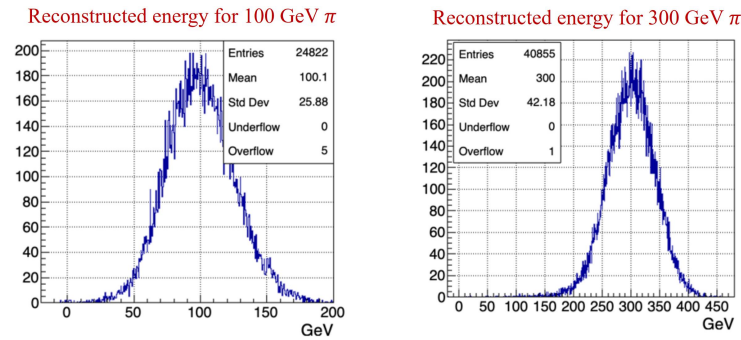 Reconstructed energy for 100 GeV π
Reconstructed energy for 300 GeV π
Entries 24822
Mean 100.1
Std Dev 25.88
Underflow 0
Overflow 5
200
180
160
140
120
100
80
60
40
20
0
0 50 100 150 200
GeV
Entries 40855
Mean 300
Std Dev 42.18
Underflow 0
Overflow 1
220
200
180
160
140
120
100
80
60
40
20
0
0 50 100 150 200 250 300 350 400 450
GeV